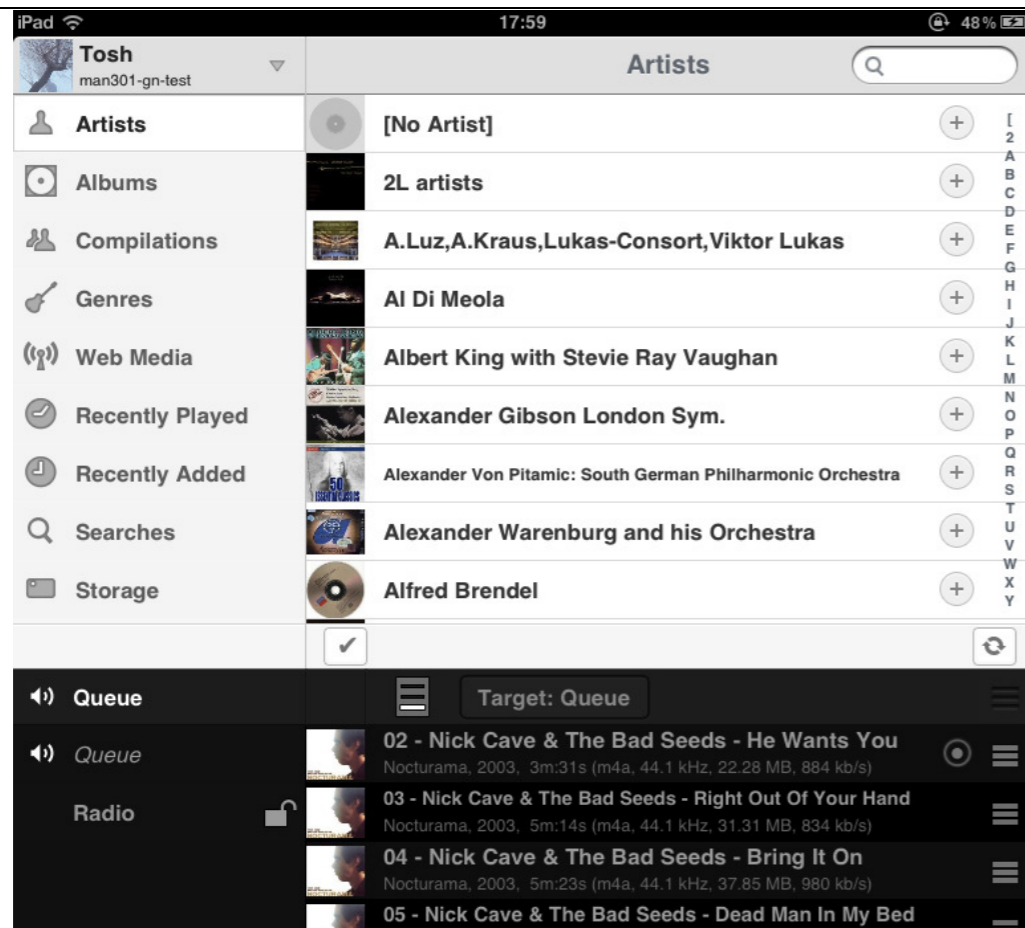 iPad 17:59 48%
Tosh
man301-gn-test
Artists
Artists
Albums
Compilations
Genres
Web Media
Recently Played
Recently Added
Searches
Storage
[No Artist]
2L artists
A.Luz,A.Kraus,Lukas-Consort,Viktor Lukas
Al Di Meola
Albert King with Stevie Ray Vaughan
Alexander Gibson London Sym.
Alexander Von Pitamic: South German Philharmonic Orchestra
Alexander Warenburg and his Orchestra
Alfred Brendel
[
2
A
B
C
D
E
F
G
H
I
J
K
L
M
N
O
P
Q
R
S
T
U
V
W
X
Y
Queue
Queue
Radio
Target: Queue
02 - Nick Cave & The Bad Seeds - He Wants You
Nocturama, 2003, 3m:31s (m4a, 44.1 kHz, 22.28 MB, 884 kb/s)
03 - Nick Cave & The Bad Seeds - Right Out Of Your Hand
Nocturama, 2003, 5m:14s (m4a, 44.1 kHz, 31.31 MB, 834 kb/s)
04 - Nick Cave & The Bad Seeds - Bring It On
Nocturama, 2003, 5m:23s (m4a, 44.1 kHz, 37.85 MB, 980 kb/s)
05 - Nick Cave & The Bad Seeds - Dead Man In My Bed